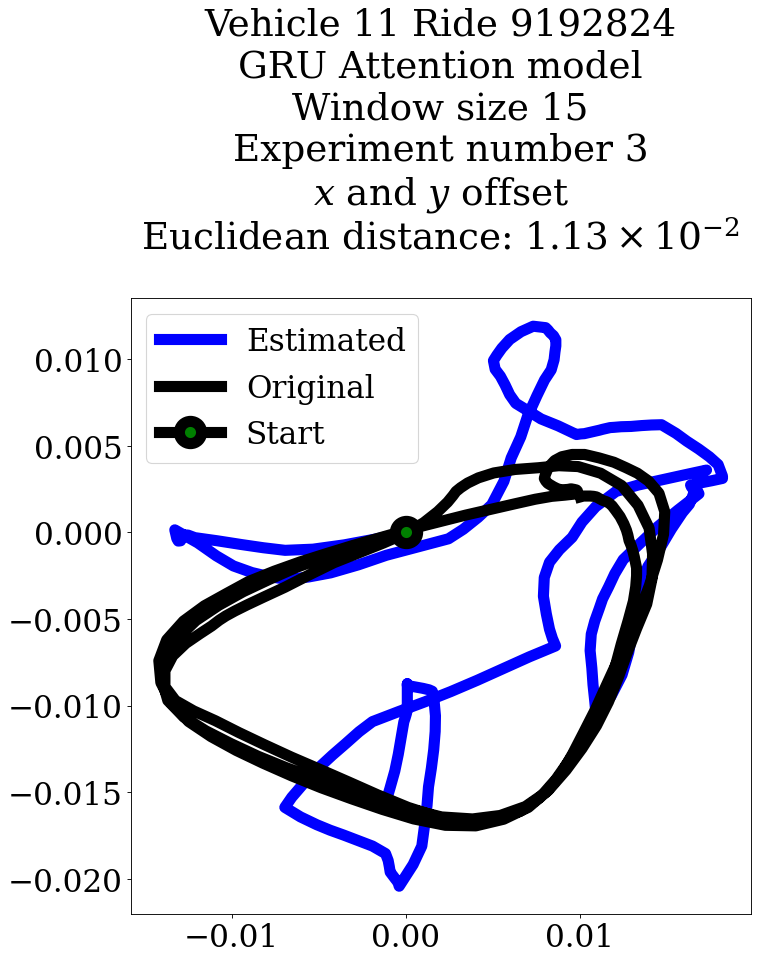 Vehicle 11 Ride 9192824
GRU Attention model
Window size 15
Experiment number 3
x and y offset
Euclidean distance: 1.13 × 10⁻²
Estimated
Original
Start
0.010
0.005
0.000
−0.005
−0.010
−0.015
−0.020
−0.01 0.00 0.01